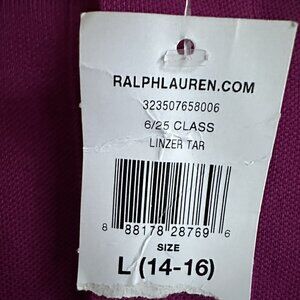 RALPHLAUREN.COM
323507658006
6/25 CLASS
LINZER TAR
8 88178 28769 6
SIZE
L (14-16)